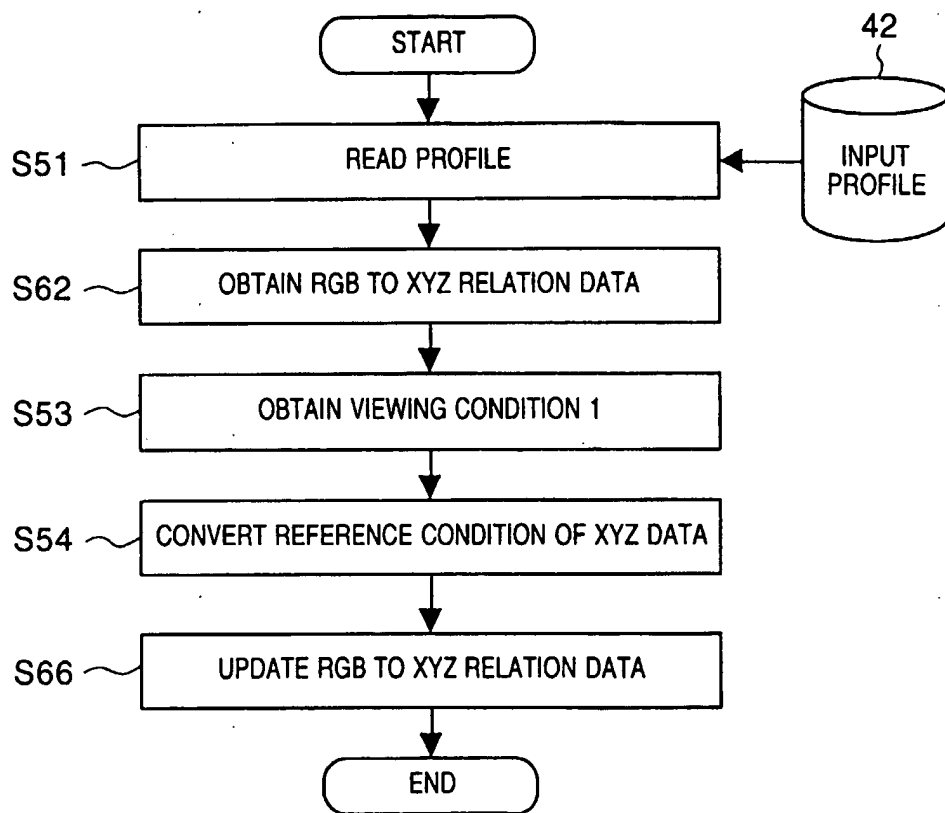 START
42
INPUT
PROFILE
S51
READ PROFILE
S62
OBTAIN RGB TO XYZ RELATION DATA
S53
OBTAIN VIEWING CONDITION 1
S54
CONVERT REFERENCE CONDITION OF XYZ DATA
S66
UPDATE RGB TO XYZ RELATION DATA
END